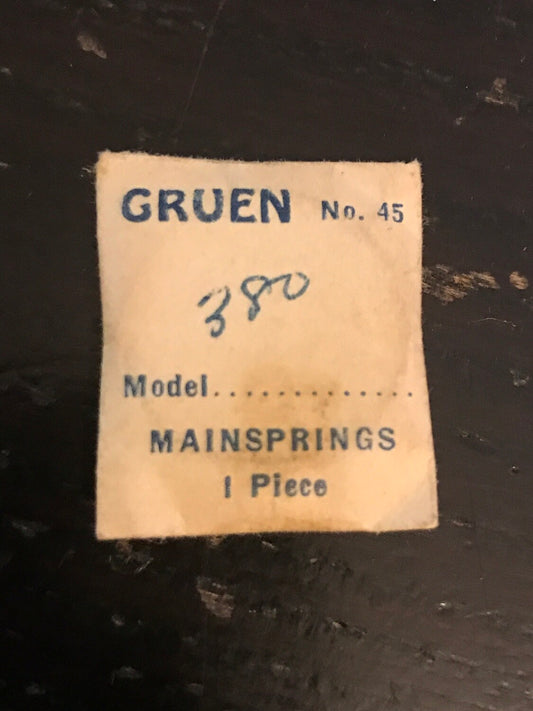 GRUEN No. 45
380
Model..............
MAINSPRINGS
1 Piece